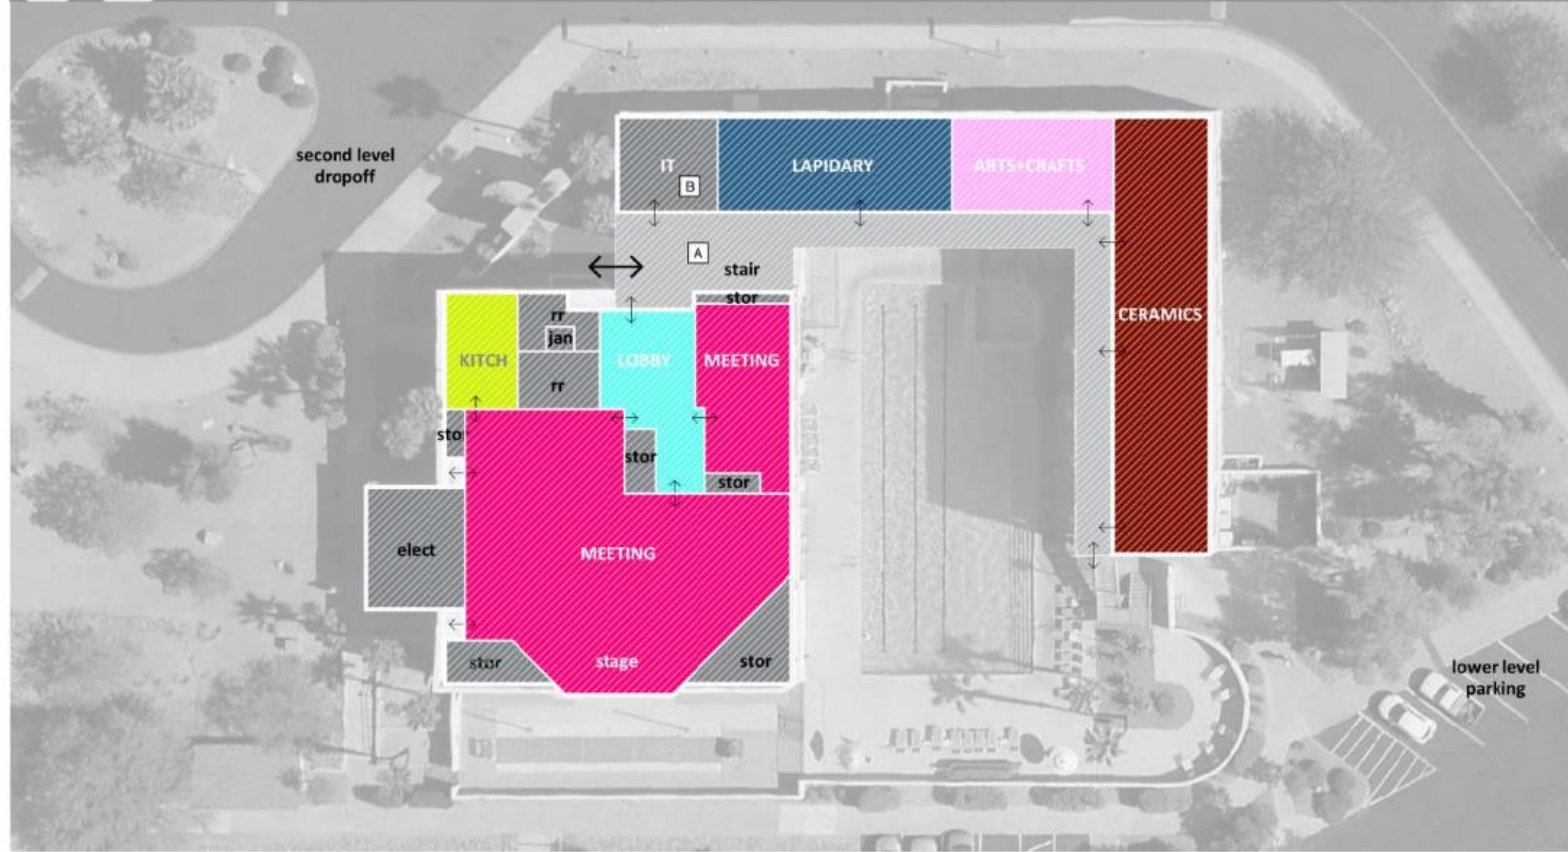 second level
dropoff
IT
B
LAPIDARY
ARTS+CRAFTS
A
stair
stor
rr
jan
KITCH
LOBBY
MEETING
CERAMICS
rr
stor
stor
stor
elect
MEETING
stor
stage
stor
lower level
parking